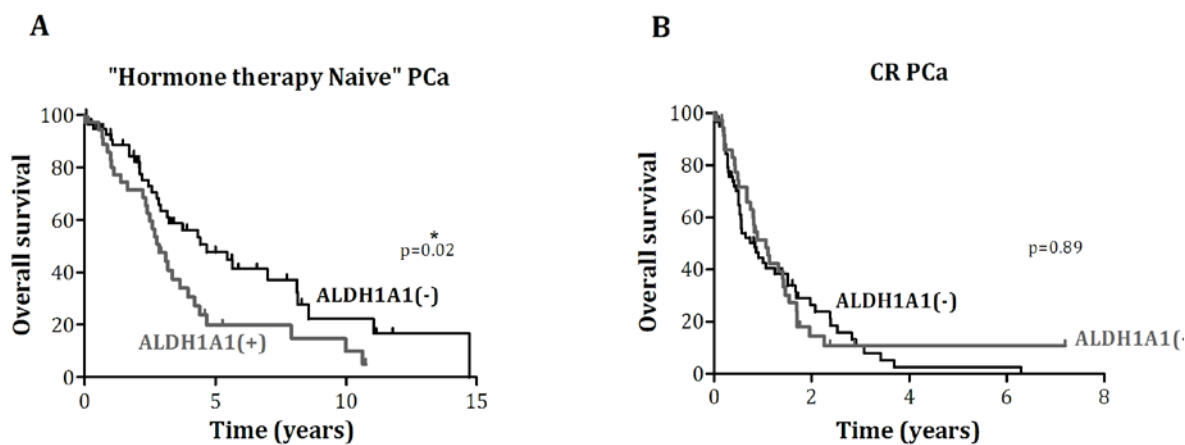 A
"Hormone therapy Naive" PCa
100
80
60
40
20
0
Overall survival
*
p=0.02
ALDH1A1(-)
ALDH1A1(+)
0 5 10 15
Time (years)
B
CR PCa
100
80
60
40
20
0
Overall survival
p=0.89
ALDH1A1(-)
ALDH1A1(
0 2 4 6 8
Time (years)